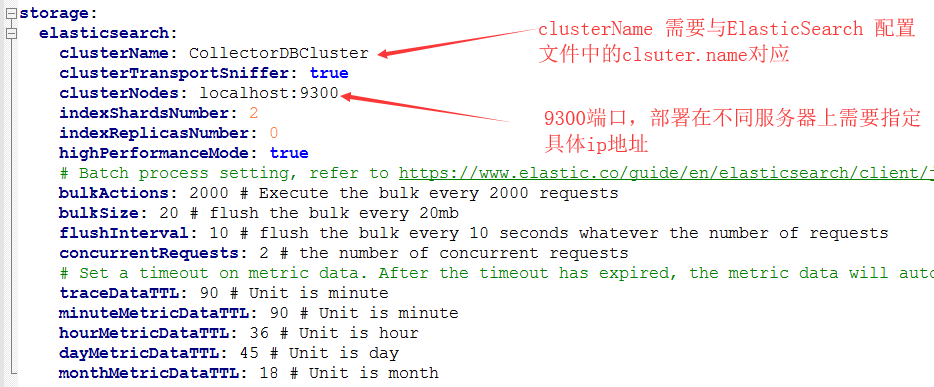 storage:
elasticsearch:
clusterName: CollectorDBCluster
clusterName 需要与ElasticSearch 配置
文件中的clsuter.name对应
clusterTransportSniffer: true
clusterNodes: localhost:9300
9300端口，部署在不同服务器上需要指定
具体ip地址
indexShardsNumber: 2
indexReplicasNumber: 0
highPerformanceMode: true
# Batch process setting, refer to https://www.elastic.co/guide/en/elasticsearch/client/j
bulkActions: 2000 # Execute the bulk every 2000 requests
bulkSize: 20 # flush the bulk every 20mb
flushInterval: 10 # flush the bulk every 10 seconds whatever the number of requests
concurrentRequests: 2 # the number of concurrent requests
# Set a timeout on metric data. After the timeout has expired, the metric data will auto
traceDataTTL: 90 # Unit is minute
minuteMetricDataTTL: 90 # Unit is minute
hourMetricDataTTL: 36 # Unit is hour
dayMetricDataTTL: 45 # Unit is day
monthMetricDataTTL: 18 # Unit is month